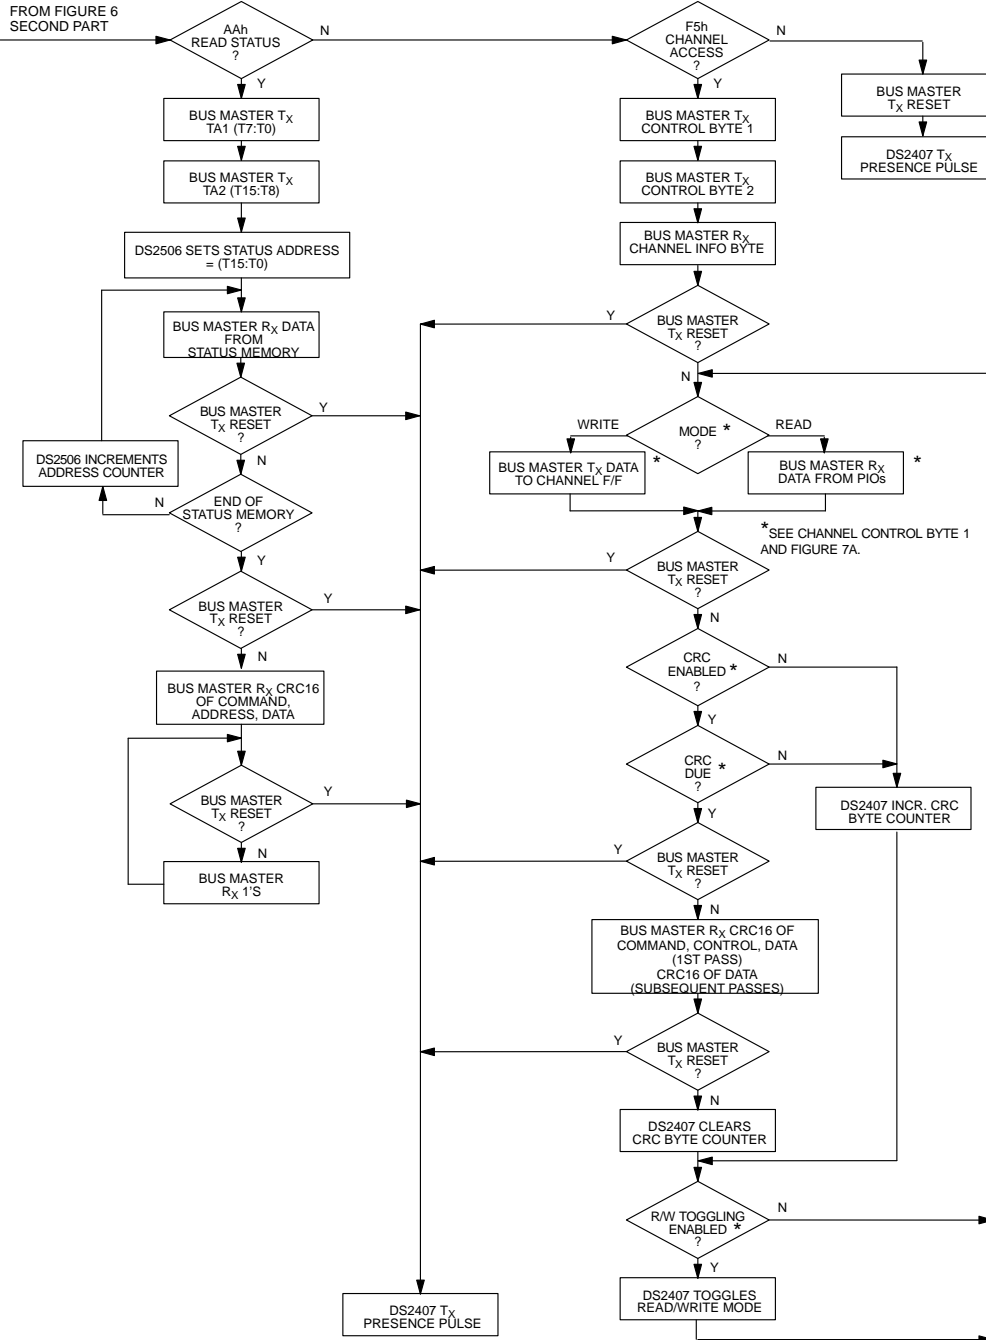 FROM FIGURE 6
SECOND PART
AAh
READ STATUS
?
N
Y
F5h
CHANNEL
ACCESS
?
N
Y
BUS MASTER
TX RESET
DS2407 TX
PRESENCE PULSE
BUS MASTER TX
TA1 (T7:T0)
BUS MASTER TX
TA2 (T15:T8)
DS2506 SETS STATUS ADDRESS
= (T15:T0)
BUS MASTER RX DATA
FROM
STATUS MEMORY
BUS MASTER
TX RESET
?
Y
N
DS2506 INCREMENTS
ADDRESS COUNTER
END OF
STATUS MEMORY
?
N
Y
BUS MASTER
TX RESET
?
Y
N
BUS MASTER RX CRC16
OF COMMAND,
ADDRESS, DATA
BUS MASTER
TX RESET
?
Y
N
BUS MASTER
RX 1'S
BUS MASTER TX
CONTROL BYTE 1
BUS MASTER TX
CONTROL BYTE 2
BUS MASTER RX
CHANNEL INFO BYTE
BUS MASTER
TX RESET
?
Y
N
MODE *
?
WRITE
READ
BUS MASTER TX DATA
TO CHANNEL F/F
*
BUS MASTER RX
DATA FROM PIOs
*
*SEE CHANNEL CONTROL BYTE 1
AND FIGURE 7A.
BUS MASTER
TX RESET
?
Y
N
CRC
ENABLED *
?
N
Y
CRC
DUE *
?
N
Y
DS2407 INCR. CRC
BYTE COUNTER
BUS MASTER
TX RESET
?
Y
N
BUS MASTER RX CRC16 OF
COMMAND, CONTROL, DATA
(1ST PASS)
CRC16 OF DATA
(SUBSEQUENT PASSES)
BUS MASTER
TX RESET
?
Y
N
DS2407 CLEARS
CRC BYTE COUNTER
R/W TOGGLING
ENABLED *
?
N
Y
DS2407 TOGGLES
READ/WRITE MODE
DS2407 TX
PRESENCE PULSE